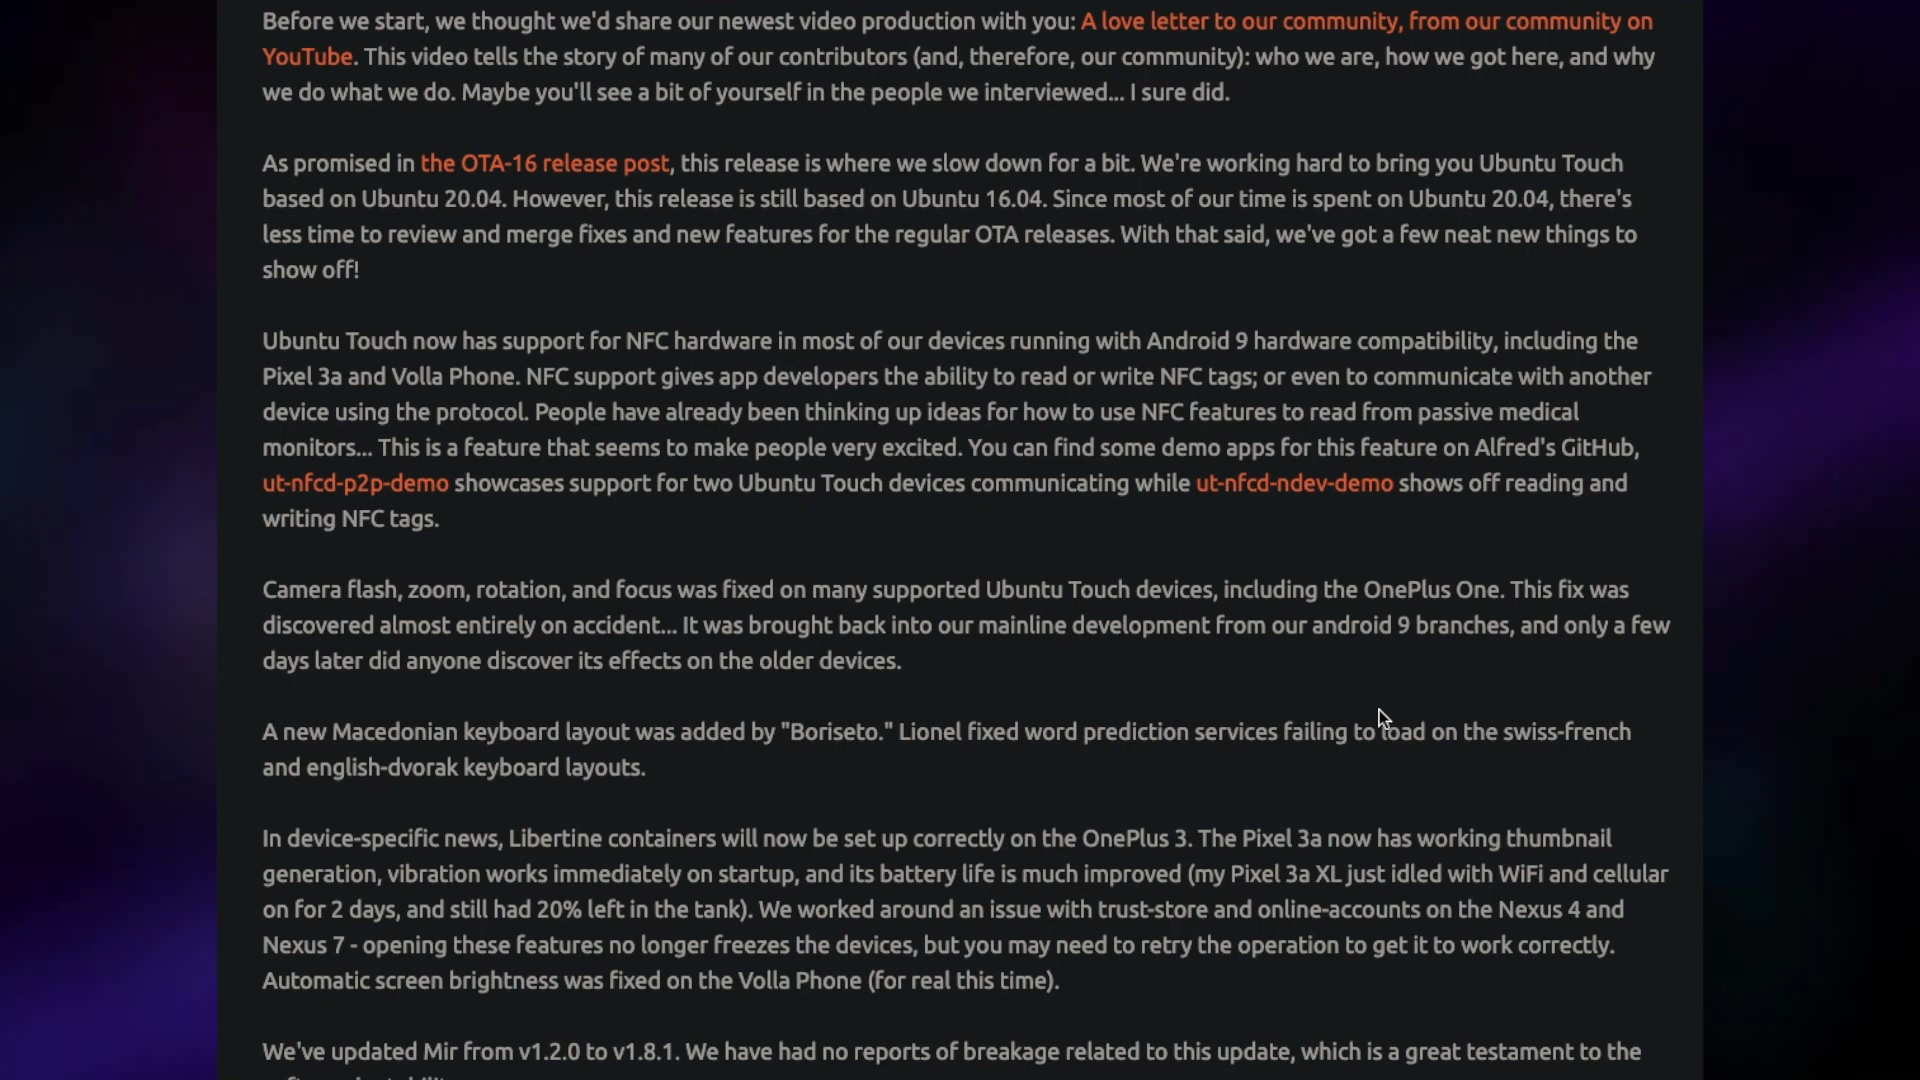 Before we start, we thought we'd share our newest video production with you: A love letter to our community, from our community on
YouTube. This video tells the story of many of our contributors (and, therefore, our community): who we are, how we got here, and why
we do what we do. Maybe you'll see a bit of yourself in the people we interviewed... I sure did.
As promised in the OTA-16 release post, this release is where we slow down for a bit. We're working hard to bring you Ubuntu Touch
based on Ubuntu 20.04. However, this release is still based on Ubuntu 16.04. Since most of our time is spent on Ubuntu 20.04, there's
less time to review and merge fixes and new features for the regular OTA releases. With that said, we've got a few neat new things to
show off!
Ubuntu Touch now has support for NFC hardware in most of our devices running with Android 9 hardware compatibility, including the
Pixel 3a and Volla Phone. NFC support gives app developers the ability to read or write NFC tags; or even to communicate with another
device using the protocol. People have already been thinking up ideas for how to use NFC features to read from passive medical
monitors... This is a feature that seems to make people very excited. You can find some demo apps for this feature on Alfred's GitHub,
ut-nfcd-p2p-demo showcases support for two Ubuntu Touch devices communicating while ut-nfcd-ndev-demo shows off reading and
writing NFC tags.
Camera flash, zoom, rotation, and focus was fixed on many supported Ubuntu Touch devices, including the OnePlus One. This fix was
discovered almost entirely on accident... It was brought back into our mainline development from our android 9 branches, and only a few
days later did anyone discover its effects on the older devices.
A new Macedonian keyboard layout was added by "Boriseto." Lionel fixed word prediction services failing to load on the swiss-french
and english-dvorak keyboard layouts.
In device-specific news, Libertine containers will now be set up correctly on the OnePlus 3. The Pixel 3a now has working thumbnail
generation, vibration works immediately on startup, and its battery life is much improved (my Pixel 3a XL just idled with WiFi and cellular
on for 2 days, and still had 20% left in the tank). We worked around an issue with trust-store and online-accounts on the Nexus 4 and
Nexus 7 - opening these features no longer freezes the devices, but you may need to retry the operation to get it to work correctly.
Automatic screen brightness was fixed on the Volla Phone (for real this time).
We've updated Mir from v1.2.0 to v1.8.1. We have had no reports of breakage related to this update, which is a great testament to the